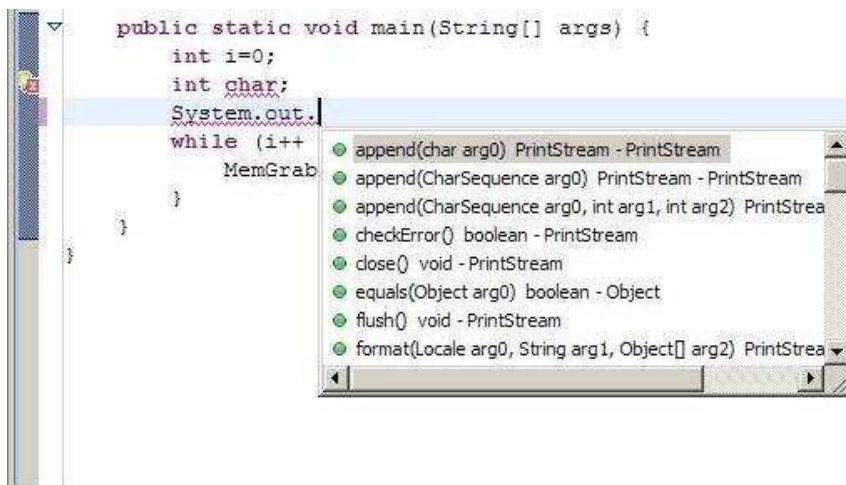 public static void main(String[] args) {
int i=0;
int char;
System.out.
while (i++
MemGrab
}
}
}
append(char arg0) PrintStream - PrintStream
append(CharSequence arg0) PrintStream - PrintStream
append(CharSequence arg0, int arg1, int arg2) PrintStrea
checkError() boolean - PrintStream
close() void - PrintStream
equals(Object arg0) boolean - Object
flush() void - PrintStream
format(Locale arg0, String arg1, Object[] arg2) PrintStrea